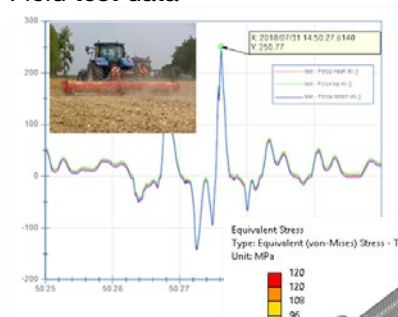 Field test data
300
X: 2018/07/31 14:50:27.6140
Y: 250.77
200
100
0
-100
-200
50:25
50:26
50:27
Equivalent Stress
Type: Equivalent (von-Mises) Stress - T
Unit: MPa
120
120
108
96